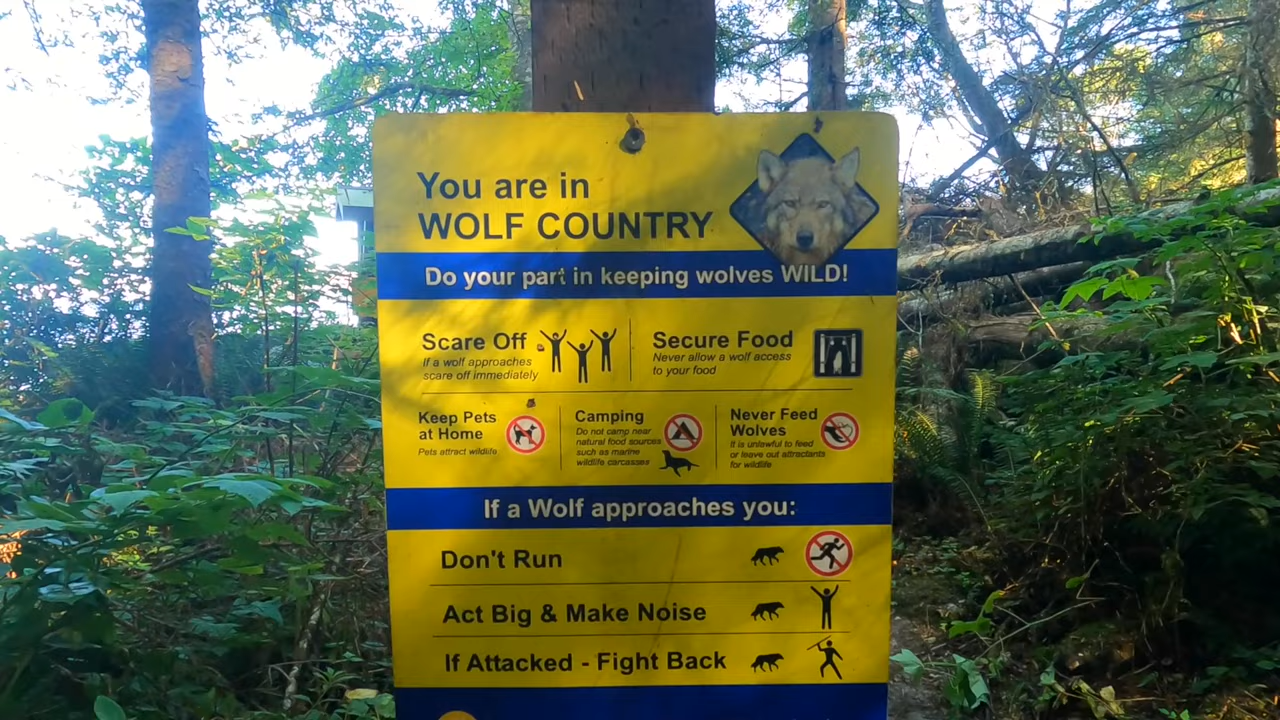 You are in
WOLF COUNTRY
Do your part in keeping wolves WILD!
Scare Off
If a wolf approaches
scare off immediately
Secure Food
Never allow a wolf access
to your food
Keep Pets
at Home
Pets attract wildlife
Camping
Do not camp near
natural food sources
such as marine
wildlife carcasses
Never Feed
Wolves
It is unlawful to feed
or leave out attractants
for wildlife
If a Wolf approaches you:
Don't Run
Act Big & Make Noise
If Attacked - Fight Back